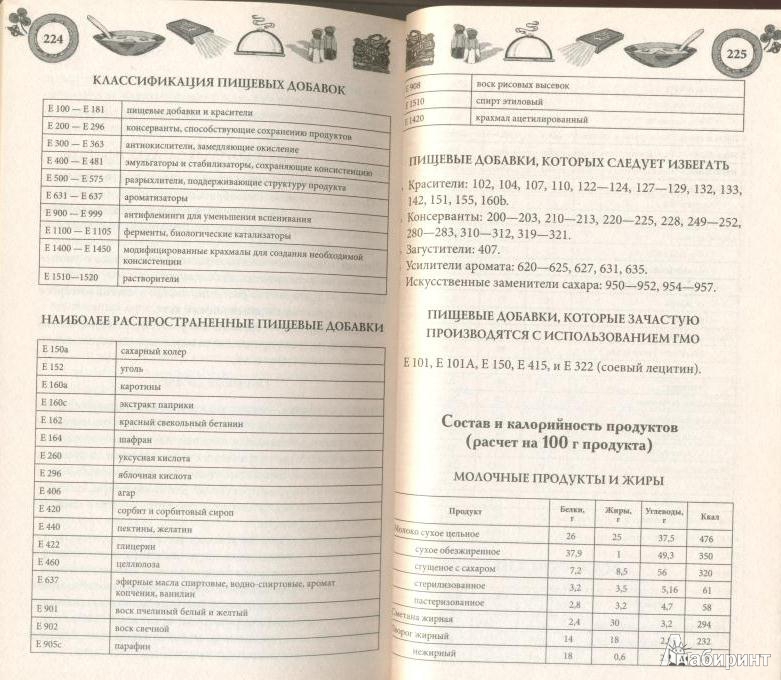 224
КЛАССИФИКАЦИЯ ПИЩЕВЫХ ДОБАВОК
Е 100 — Е 181 пищевые добавки и красители
Е 200 — Е 296 консерванты, способствующие сохранению продуктов
Е 300 — Е 363 антиокислители, замедляющие окисление
Е 400 — Е 481 эмульгаторы и стабилизаторы, сохраняющие консистенцию
Е 500 — Е 575 разрыхлители, поддерживающие структуру продукта
Е 631 — Е 637 ароматизаторы
Е 900 — Е 999 антифлеминги для уменьшения вспенивания
Е 1100 — Е 1105 ферменты, биологические катализаторы
Е 1400 — Е 1450 модифицированные крахмалы для создания необходимой
консистенции
Е 1510—1520 растворители
НАИБОЛЕЕ РАСПРОСТРАНЕННЫЕ ПИЩЕВЫЕ ДОБАВКИ
Е 150а сахарный колер
Е 152 уголь
Е 160а каротины
Е 160с экстракт паприки
Е 162 красный свекольный бетанин
Е 164 шафран
Е 260 уксусная кислота
Е 296 яблочная кислота
Е 406 агар
Е 420 сорбит и сорбитовый сироп
Е 440 пектины, желатин
Е 422 глицерин
Е 460 целлюлоза
Е 637 эфирные масла спиртовые, водно-спиртовые, аромат
копчения, ванилин
Е 901 воск пчелиный белый и желтый
Е 902 воск свечной
Е 905с парафин
225
Е 908 воск рисовых высевок
Е 1510 спирт этиловый
Е 1420 крахмал ацетилированный
ПИЩЕВЫЕ ДОБАВКИ, КОТОРЫХ СЛЕДУЕТ ИЗБЕГАТЬ
Красители: 102, 104, 107, 110, 122—124, 127—129, 132, 133,
142, 151, 155, 160b.
Консерванты: 200—203, 210—213, 220—225, 228, 249—252,
280—283, 310—312, 319—321.
Загустители: 407.
Усилители аромата: 620—625, 627, 631, 635.
Искусственные заменители сахара: 950—952, 954—957.
ПИЩЕВЫЕ ДОБАВКИ, КОТОРЫЕ ЗАЧАСТУЮ
ПРОИЗВОДЯТСЯ С ИСПОЛЬЗОВАНИЕМ ГМО
Е 101, Е 101А, Е 150, Е 415, и Е 322 (соевый лецитин).
Состав и калорийность продуктов
(расчет на 100 г продукта)
МОЛОЧНЫЕ ПРОДУКТЫ И ЖИРЫ
Продукт Белки, г Жиры, г Углеводы, г Ккал
Молоко сухое цельное 26 25 37,5 476
сухое обезжиренное 37,9 1 49,3 350
сгущеное с сахаром 7,2 8,5 56 320
стерилизованное 3,2 3,5 5,16 61
пастеризованное 2,8 3,2 4,7 58
Сметана жирная 2,4 30 3,2 294
Творог жирный 14 18 232
нежирный 18 0,6
Лабиринт